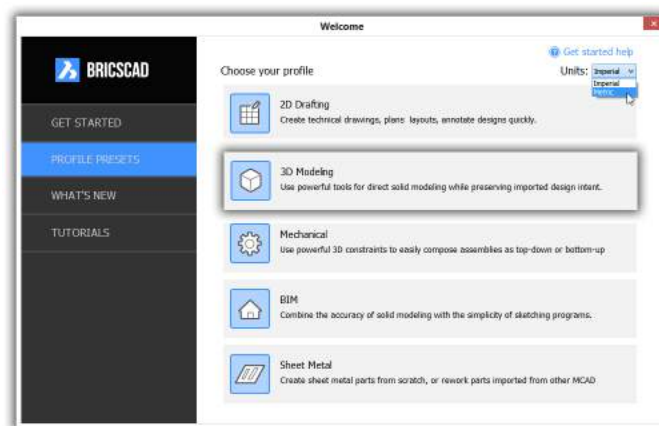 Welcome
Get started help
BRICSCAD
Choose your profile
Units: Imperial
Imperial
Metric
2D Drafting
Create technical drawings, plans layouts, annotate designs quickly.
GET STARTED
3D Modeling
Use powerful tools for direct solid modeling while preserving imported design intent.
PROFILE PRESETS
WHAT'S NEW
Mechanical
Use powerful 3D constraints to easily compose assemblies as top-down or bottom-up
TUTORIALS
BIM
Combine the accuracy of solid modeling with the simplicity of sketching programs.
Sheet Metal
Create sheet metal parts from scratch, or rework parts imported from other MCAD